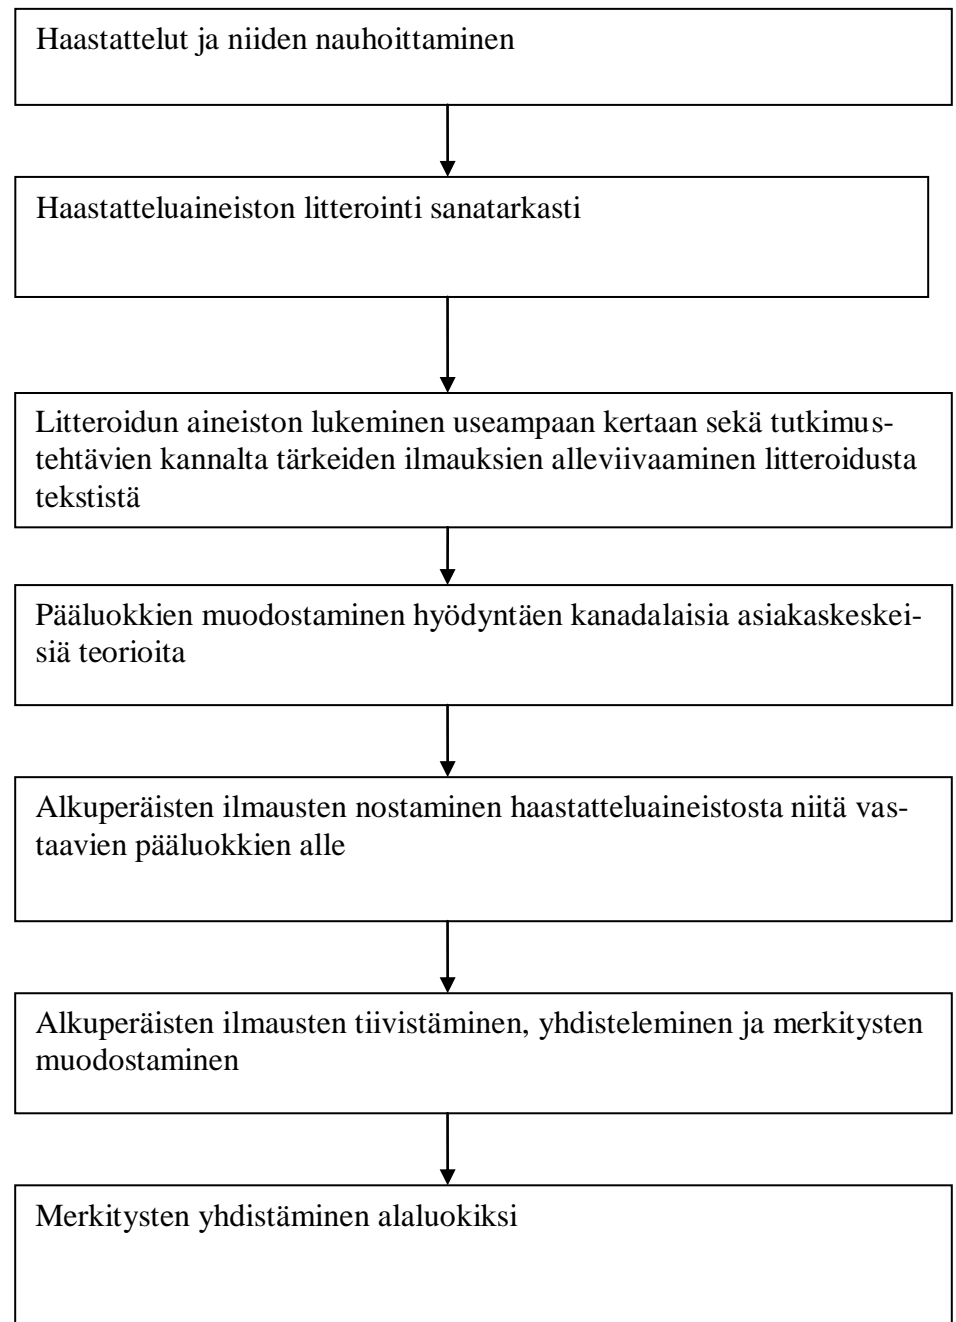 Haastattelut ja niiden nauhoittaminen
Haastatteluaineiston litterointi sanatarkasti
Litteroidun aineiston lukeminen useampaan kertaan sekä tutkimus-
tehtävien kannalta tärkeiden ilmauksien alleviivaaminen litteroidusta
tekstistä
Pääluokkien muodostaminen hyödyntäen kanadalaisia asiakaskeskei-
siä teorioita
Alkuperäisten ilmausten nostaminen haastatteluaineistosta niitä vas-
taavien pääluokkien alle
Alkuperäisten ilmausten tiivistäminen, yhdisteleminen ja merkitysten
muodostaminen
Merkitysten yhdistäminen alaluokiksi